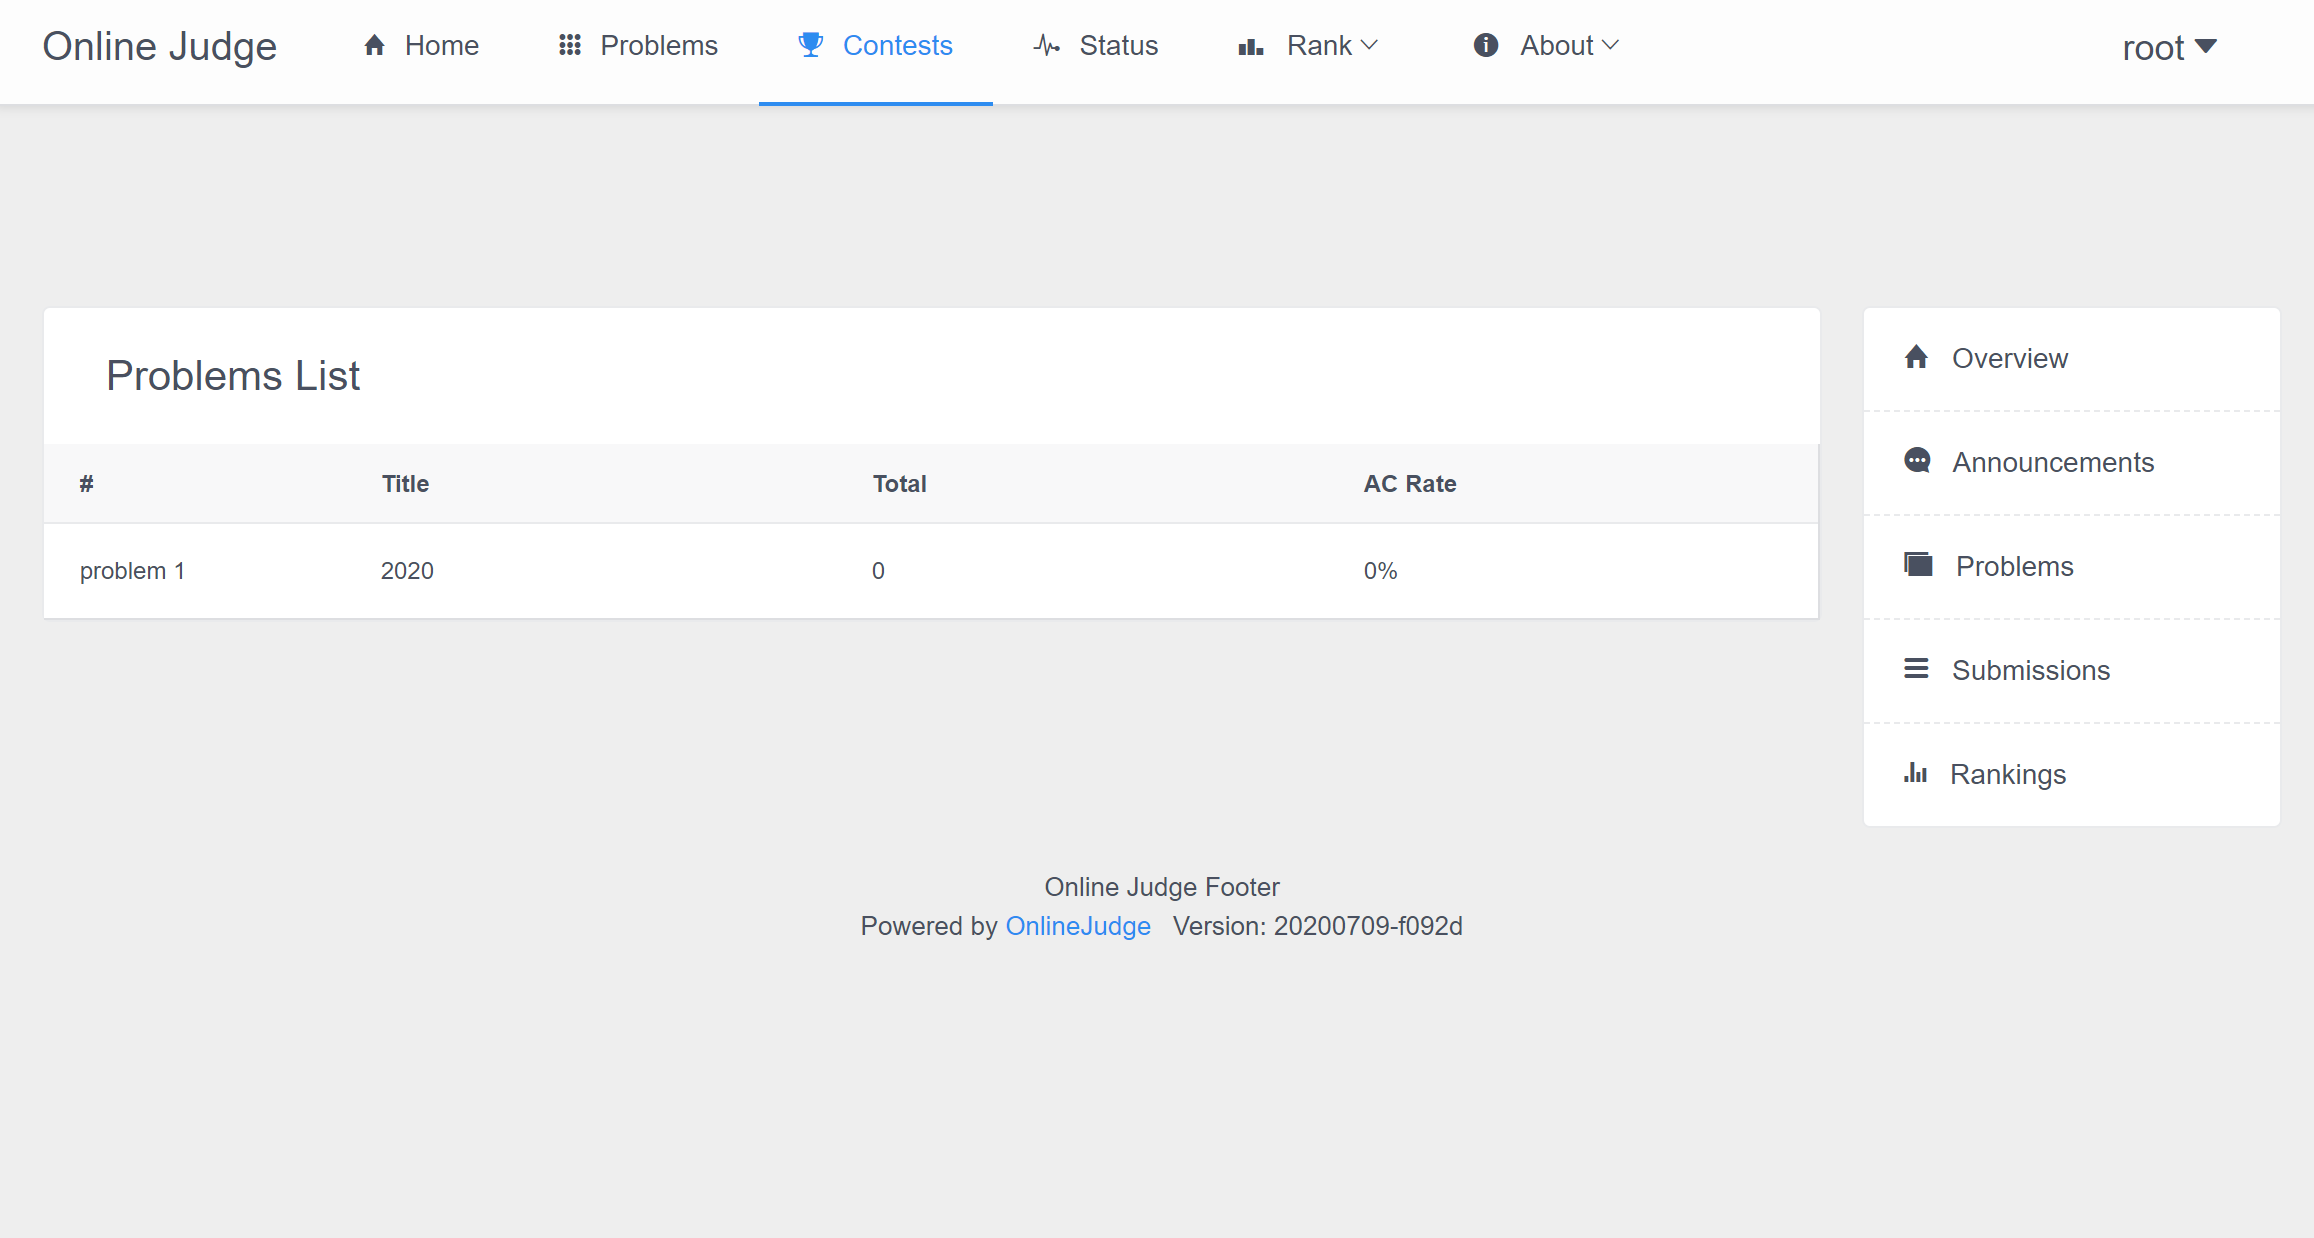 Online Judge Home Problems Contests Status Rank About root
Problems List
# Title Total AC Rate
problem 1 2020 0 0%
Overview
Announcements
Problems
Submissions
Rankings
Online Judge Footer
Powered by OnlineJudge Version: 20200709-f092d